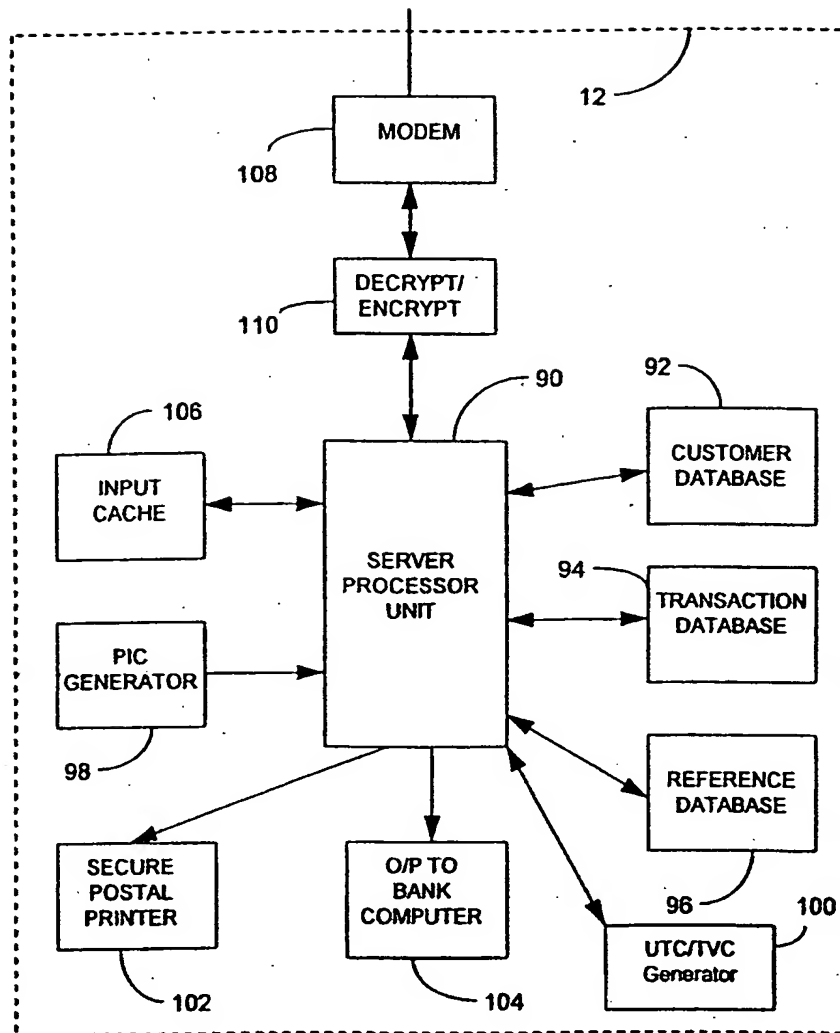 12
MODEM
108
DECRYPT/
ENCRYPT
110
90
92
106
CUSTOMER
DATABASE
INPUT
CACHE
SERVER
PROCESSOR
UNIT
94
TRANSACTION
DATABASE
PIC
GENERATOR
98
REFERENCE
DATABASE
96
SECURE
POSTAL
PRINTER
102
O/P TO
BANK
COMPUTER
104
100
UTC/TVC
Generator